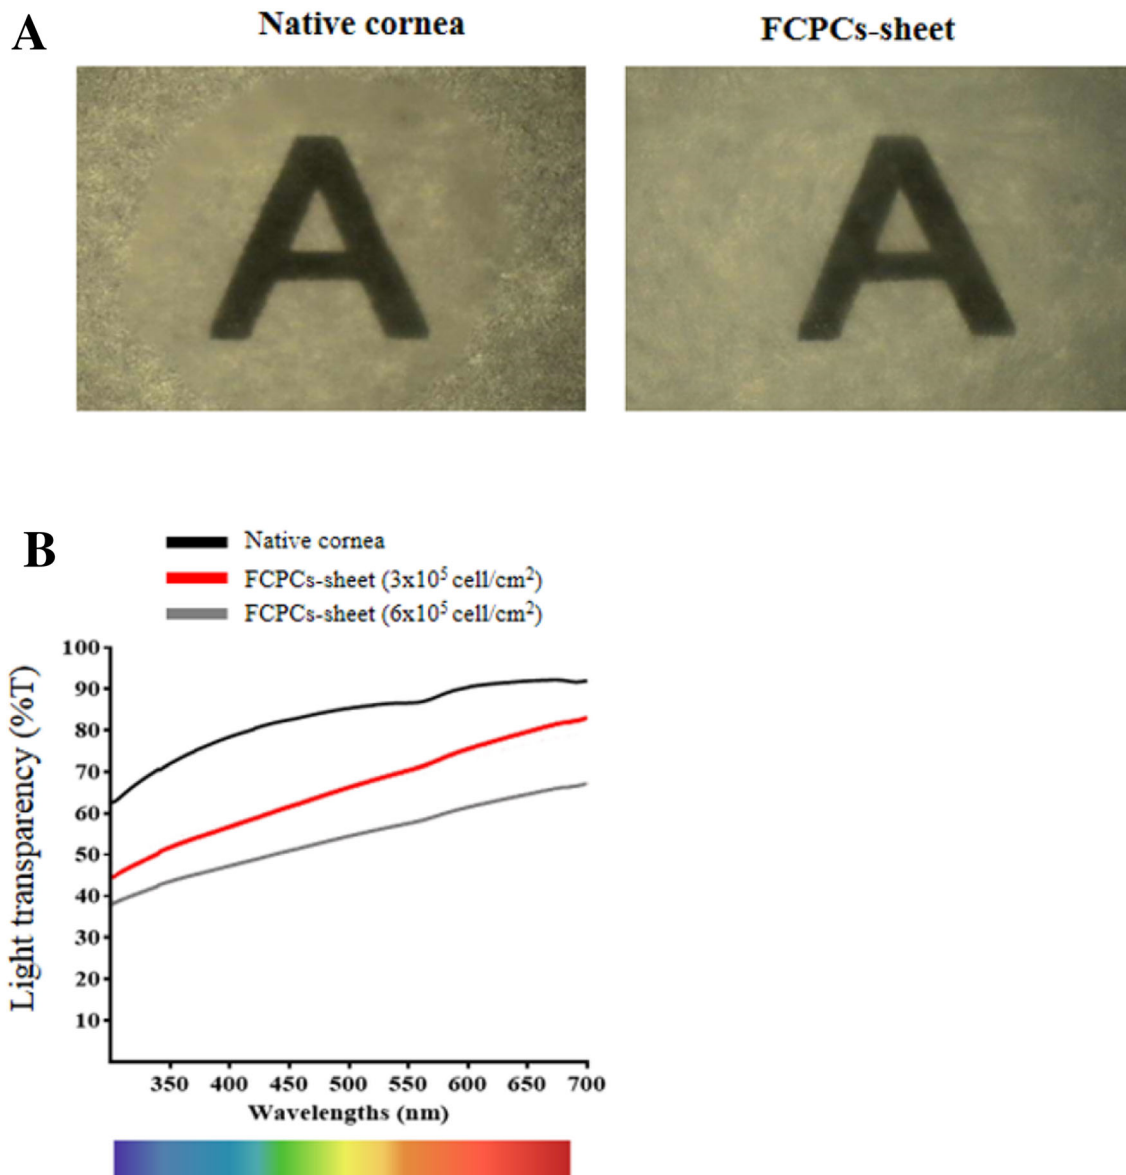 A
Native cornea
FCPCs-sheet
A
A
B
Native cornea
FCPCs-sheet (3x10⁵ cell/cm²)
FCPCs-sheet (6x10⁵ cell/cm²)
Light transparency (%T)
100
90
80
70
60
50
40
30
20
10
350 400 450 500 550 600 650 700
Wavelengths (nm)